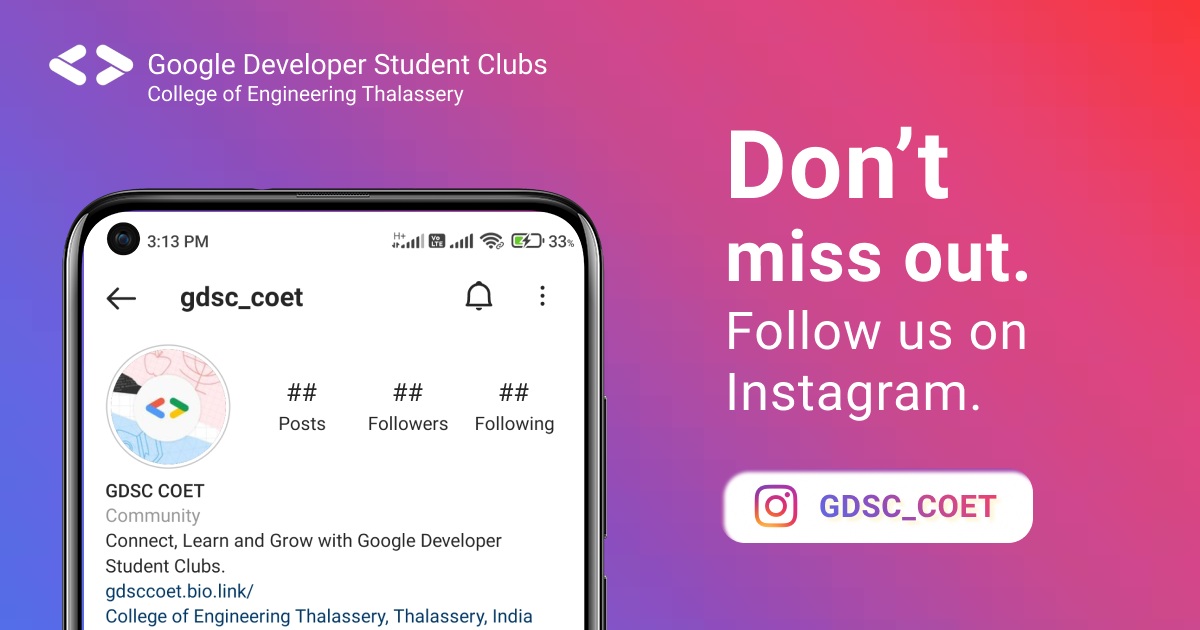 Google Developer Student Clubs
College of Engineering Thalassery
Don’t
miss out.
Follow us on
Instagram.
GDSC_COET
3:13 PM
H+
Vo
LTE
33%
gdsc_coet
## ## ##
Posts Followers Following
GDSC COET
Community
Connect, Learn and Grow with Google Developer
Student Clubs.
gdsccoet.bio.link/
College of Engineering Thalassery, Thalassery, India